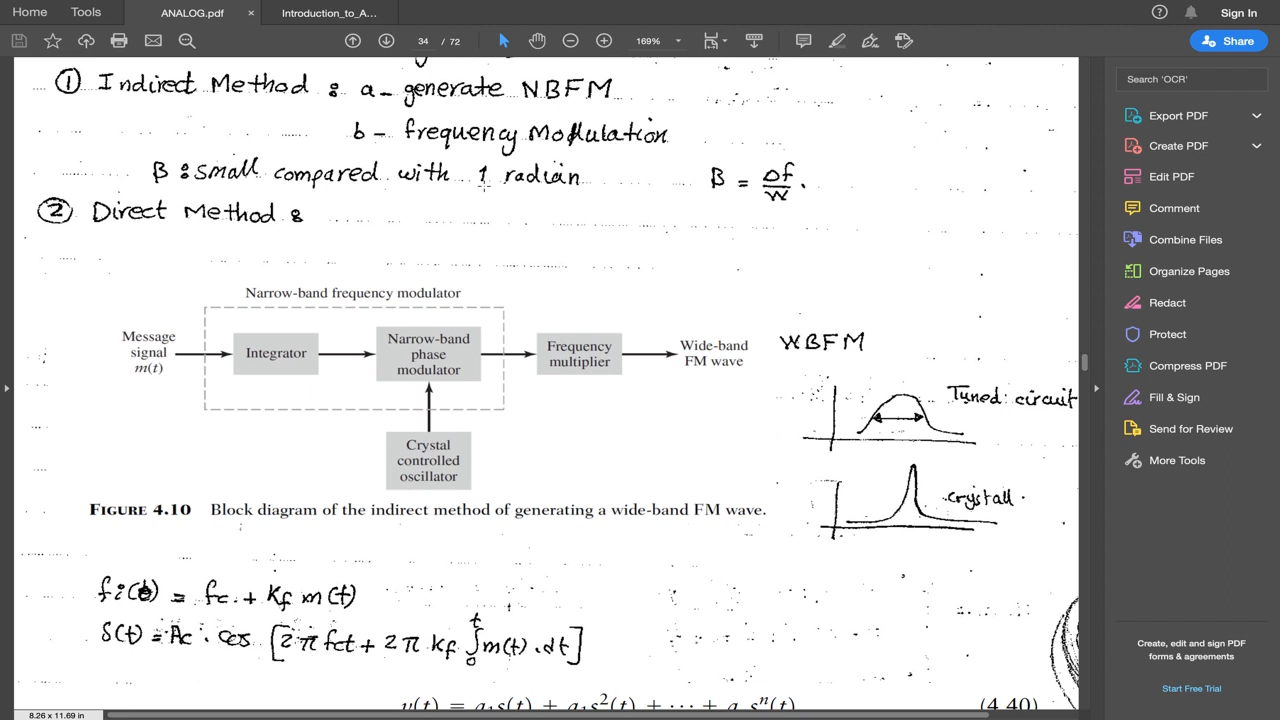 Home Tools ANALOG.pdf × Introduction_to_A... Sign In
34 / 72 169% Share
① Indirect Method : a- generate NBFM
b - frequency Modulation
β : small compared with 1 radian β = Δf/W .
② Direct Method :
Narrow-band frequency modulator
Message
signal
m(t)
Integrator
Narrow-band
phase
modulator
Frequency
multiplier
Wide-band
FM wave
Crystal
controlled
oscillator
WBFM
Tuned circuit
crystall
FIGURE 4.10 Block diagram of the indirect method of generating a wide-band FM wave.
fi(t) = fc + Kf m(t)
S(t) = Ac . Cos [2π fct + 2π kf ∫₀ᵗ m(t) . dt]
v(t) = a₁s(t) + a₂s²(t) + ··· + aₙsⁿ(t) (4.40)
8.26 x 11.69 in
Search 'OCR'
Export PDF
Create PDF
Edit PDF
Comment
Combine Files
Organize Pages
Redact
Protect
Compress PDF
Fill & Sign
Send for Review
More Tools
Create, edit and sign PDF
forms & agreements
Start Free Trial